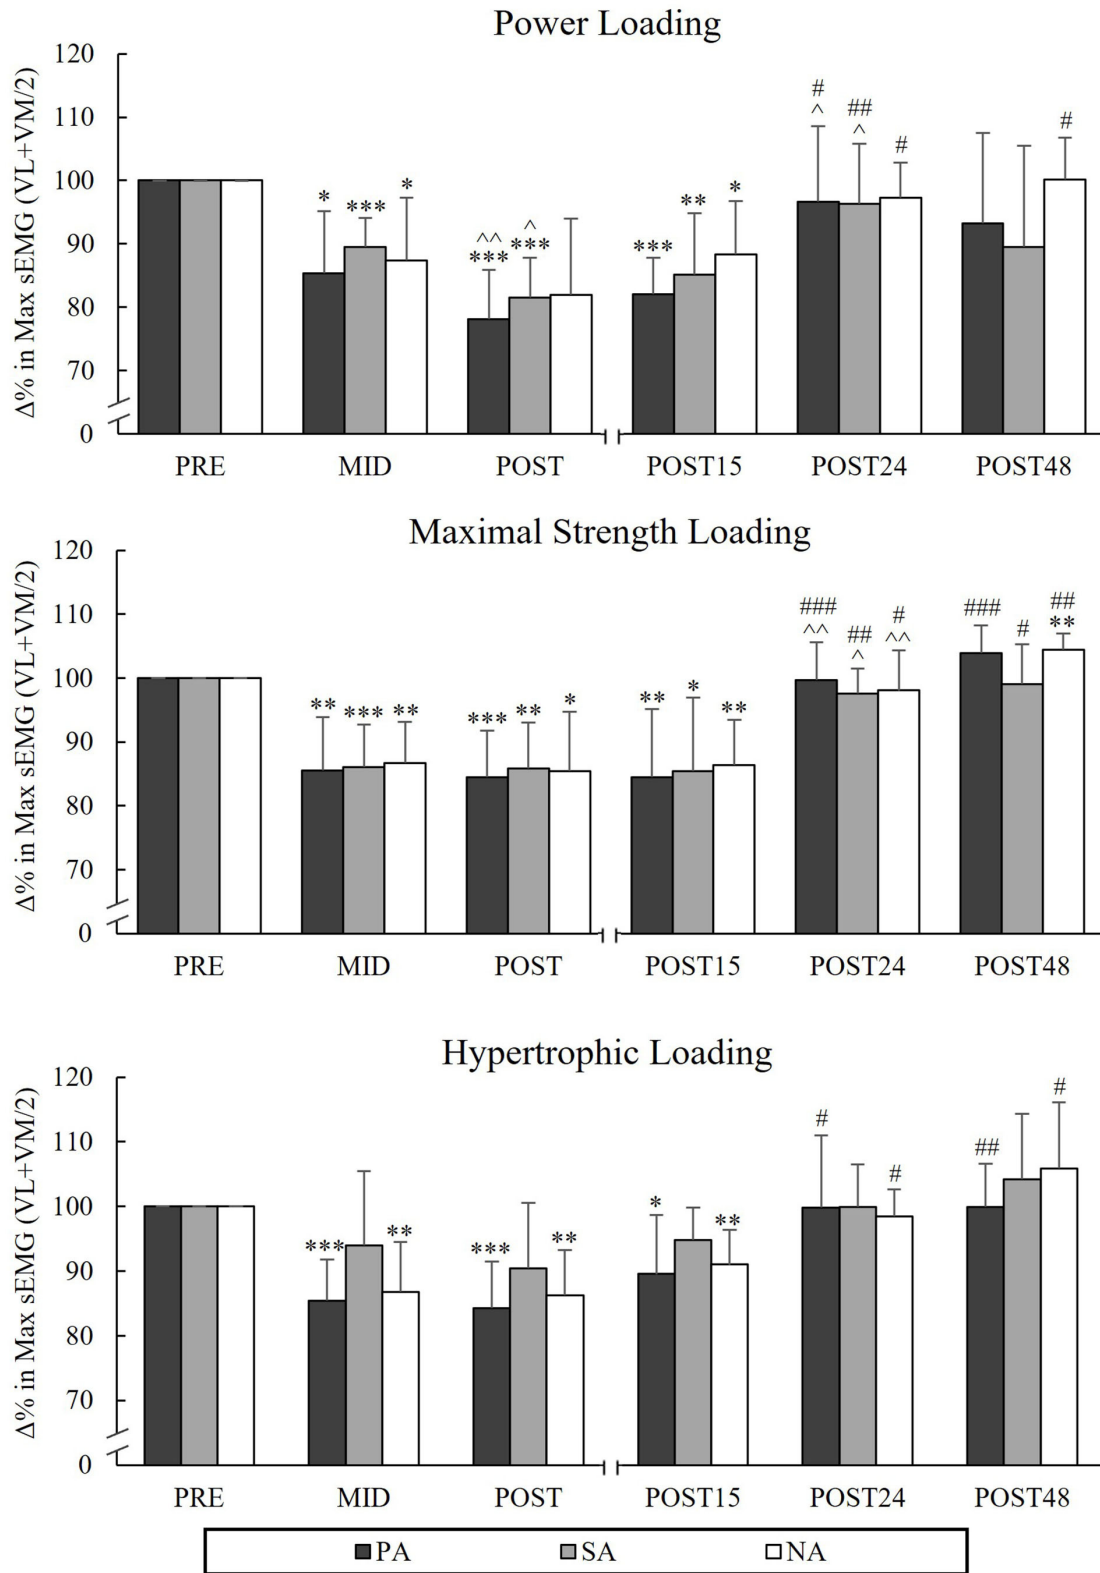 Power Loading
Δ% in Max sEMG (VL+VM/2)
120
110
100
90
80
70
0
* *** *
^^ ^
*** ***
*** ** *
# ## #
^ ^
#
PRE MID POST POST15 POST24 POST48
Maximal Strength Loading
Δ% in Max sEMG (VL+VM/2)
120
110
100
90
80
70
0
** *** **
*** ** *
** * **
### ## #
^^ ^ ^^
### # ##
**
PRE MID POST POST15 POST24 POST48
Hypertrophic Loading
Δ% in Max sEMG (VL+VM/2)
120
110
100
90
80
70
0
*** **
*** **
* **
# #
## #
PRE MID POST POST15 POST24 POST48
PA SA NA